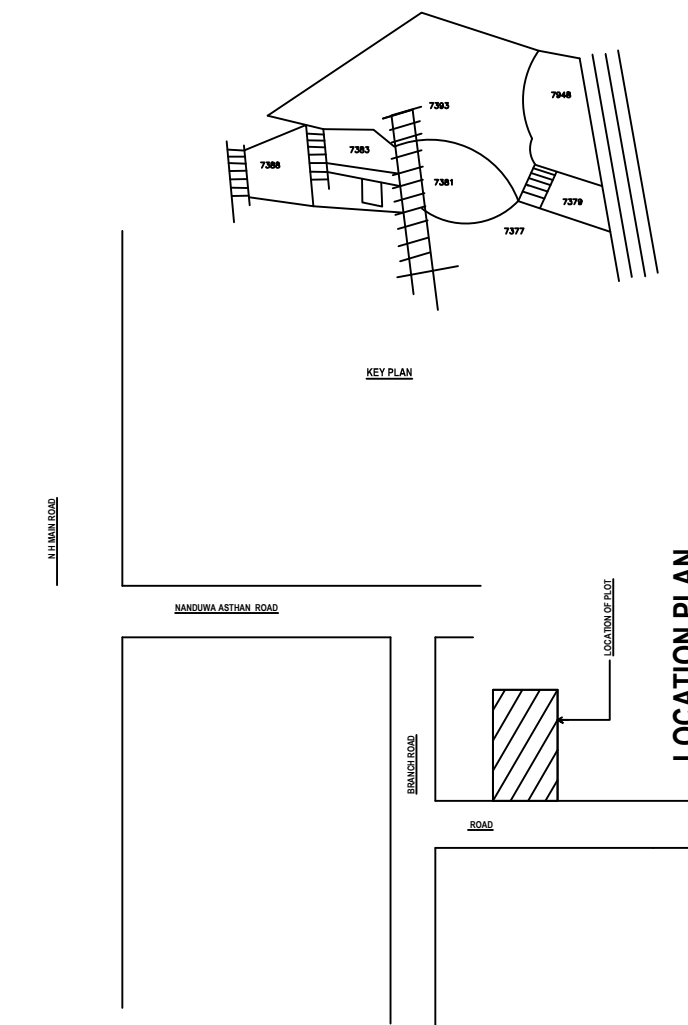 7393
7948
7383
7388
7381
7379
7377
KEY PLAN
N H MAIN ROAD
NANDUWA ASTHAN ROAD
LOCATION OF PLOT
LOCATION PLAN
BRANCH ROAD
ROAD